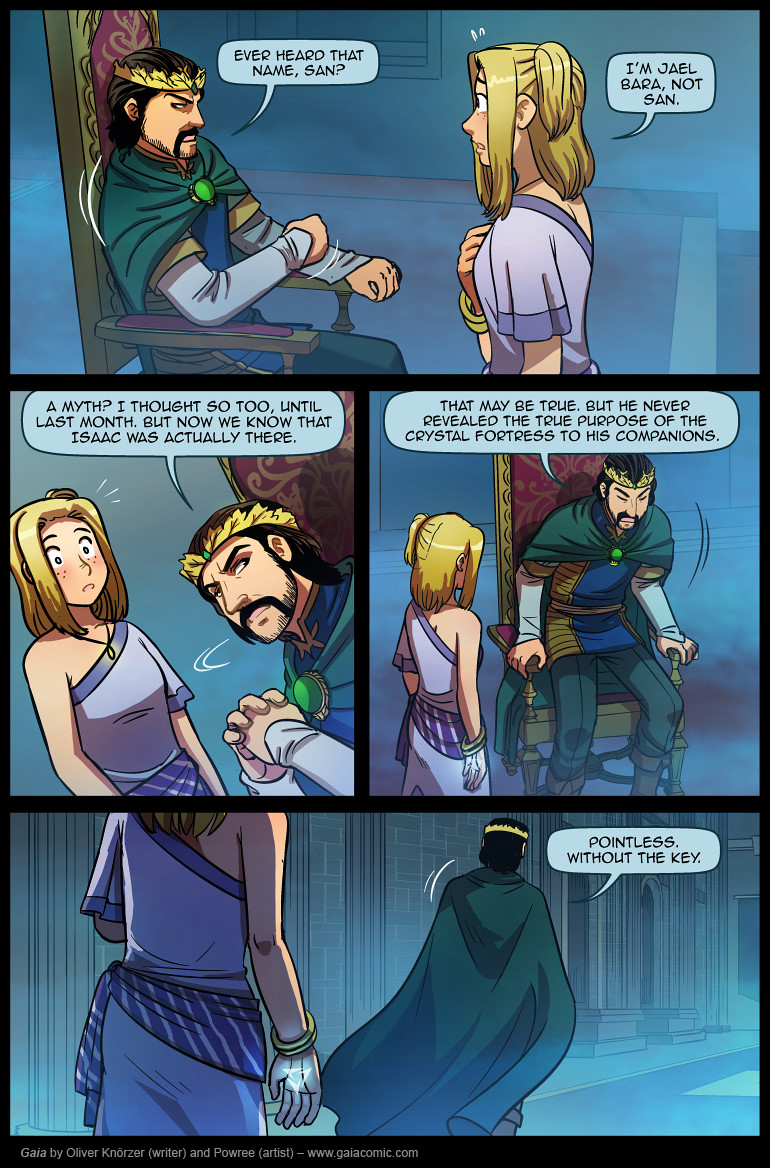 EVER HEARD THAT
NAME, SAN?
I'M JAEL
BARA, NOT
SAN.
A MYTH? I THOUGHT SO TOO, UNTIL
LAST MONTH. BUT NOW WE KNOW THAT
ISAAC WAS ACTUALLY THERE.
THAT MAY BE TRUE. BUT HE NEVER
REVEALED THE TRUE PURPOSE OF THE
CRYSTAL FORTRESS TO HIS COMPANIONS.
POINTLESS.
WITHOUT THE KEY.
Gaia by Oliver Knörzer (writer) and Powree (artist) – www.gaiacomic.com